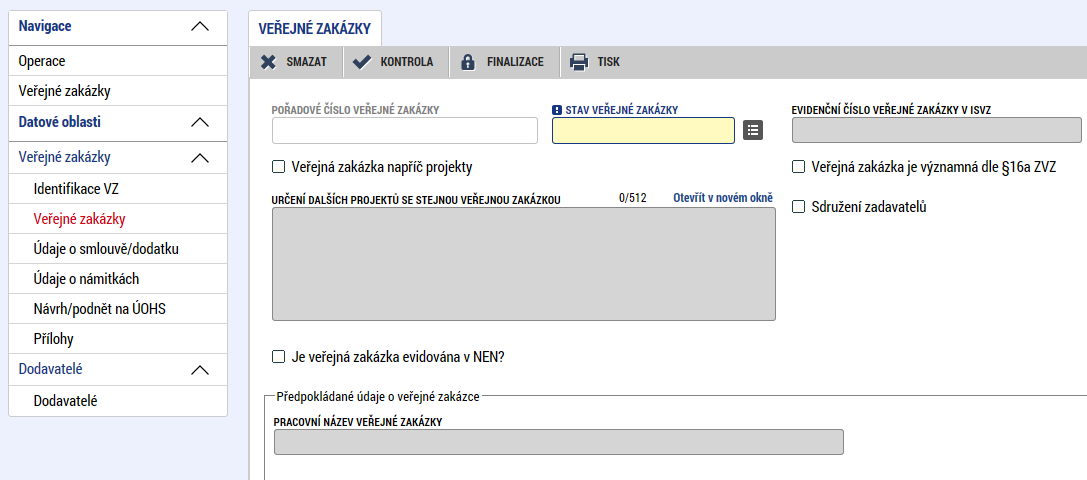 Navigace
Operace
Veřejné zakázky
Datové oblasti
Veřejné zakázky
Identifikace VZ
Veřejné zakázky
Údaje o smlouvě/dodatku
Údaje o námitkách
Návrh/podnět na ÚOHS
Přílohy
Dodavatelé
Dodavatelé
VEŘEJNÉ ZAKÁZKY
SMAZAT KONTROLA FINALIZACE TISK
POŘADOVÉ ČÍSLO VEŘEJNÉ ZAKÁZKY STAV VEŘEJNÉ ZAKÁZKY EVIDENČNÍ ČÍSLO VEŘEJNÉ ZAKÁZKY V ISVZ
Veřejná zakázka napříč projekty Veřejná zakázka je významná dle §16a ZVZ
URČENÍ DALŠÍCH PROJEKTŮ SE STEJNOU VEŘEJNOU ZAKÁZKOU 0/512 Otevřít v novém okně
Sdružení zadavatelů
Je veřejná zakázka evidována v NEN?
Předpokládané údaje o veřejné zakázce
PRACOVNÍ NÁZEV VEŘEJNÉ ZAKÁZKY